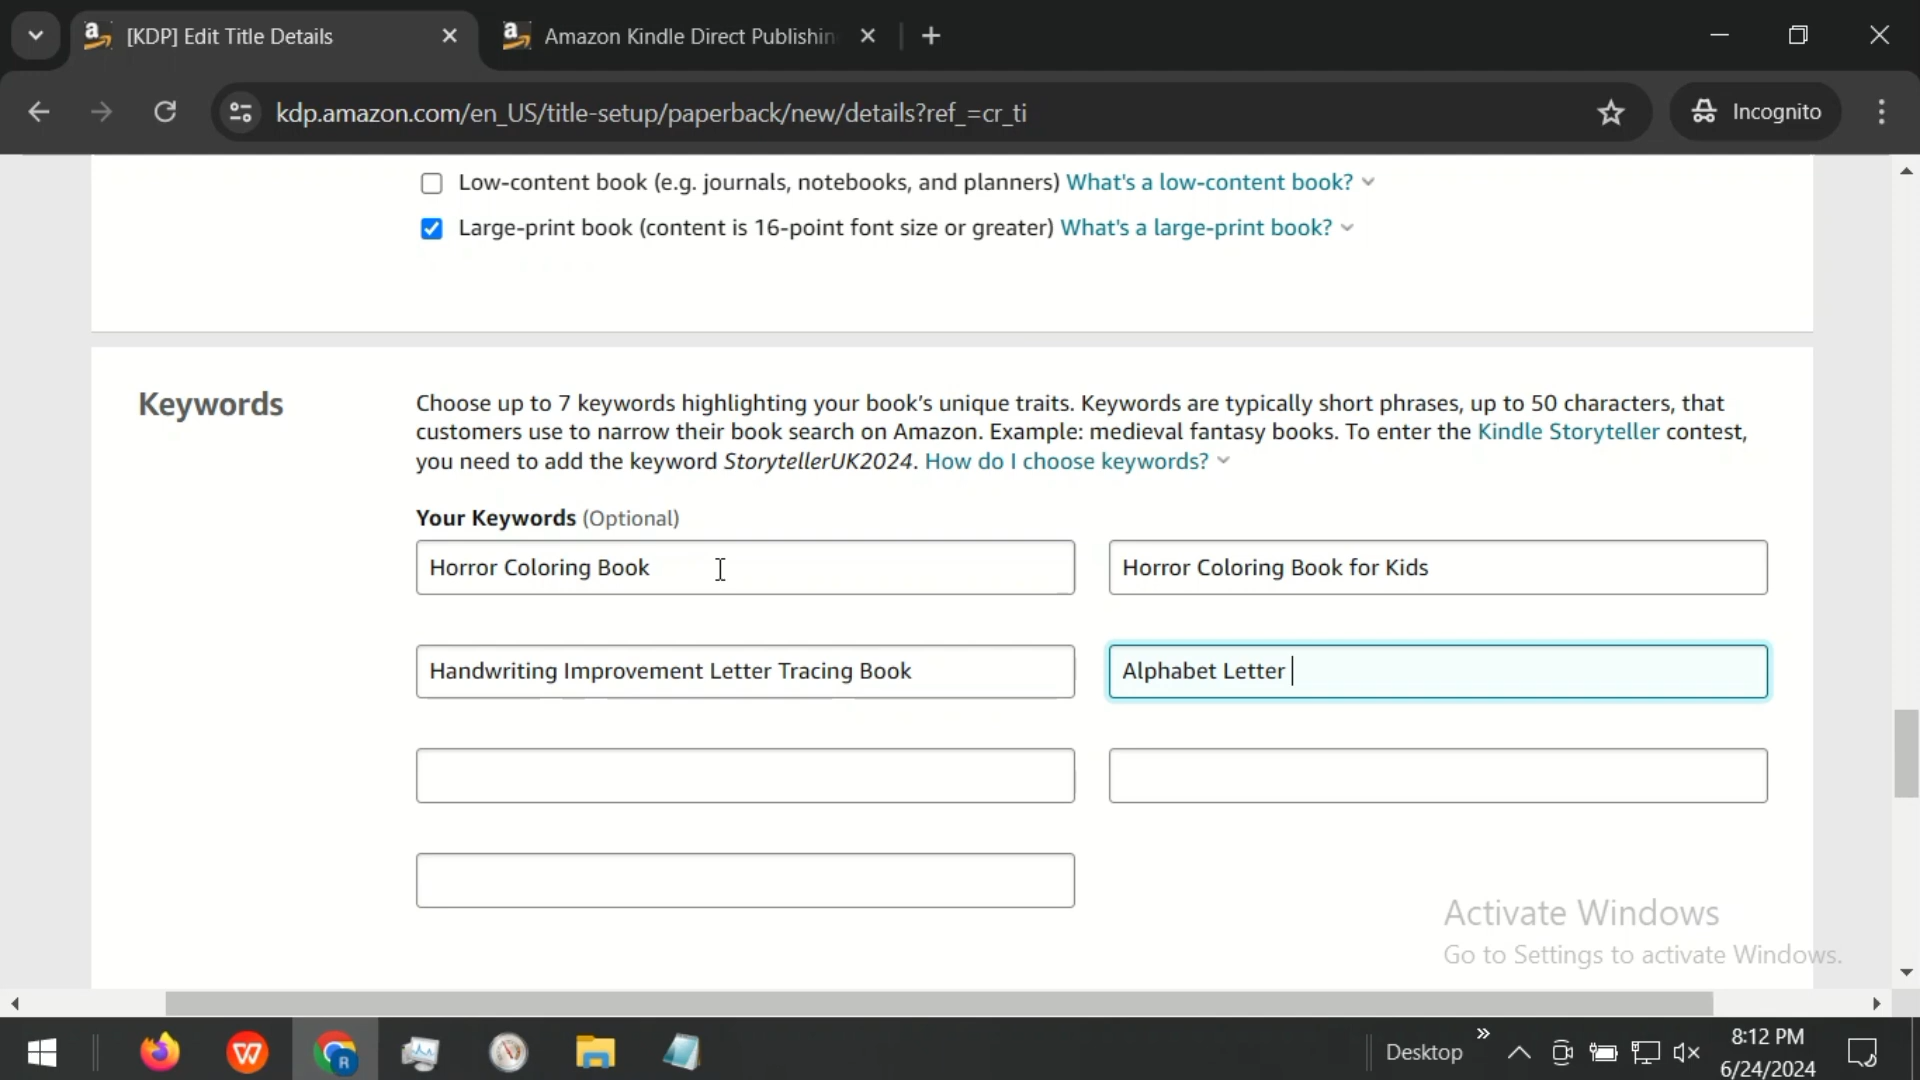 [KDP] Edit Title Details
Amazon Kindle Direct Publishin
kdp.amazon.com/en_US/title-setup/paperback/new/details?ref_=cr_ti
Incognito
Low-content book (e.g. journals, notebooks, and planners) What's a low-content book?
Large-print book (content is 16-point font size or greater) What's a large-print book?
Keywords
Choose up to 7 keywords highlighting your book’s unique traits. Keywords are typically short phrases, up to 50 characters, that
customers use to narrow their book search on Amazon. Example: medieval fantasy books. To enter the Kindle Storyteller contest,
you need to add the keyword StorytellerUK2024. How do I choose keywords?
Your Keywords (Optional)
Horror Coloring Book
Horror Coloring Book for Kids
Handwriting Improvement Letter Tracing Book
Alphabet Letter
Activate Windows
Go to Settings to activate Windows.
Desktop
8:12 PM
6/24/2024